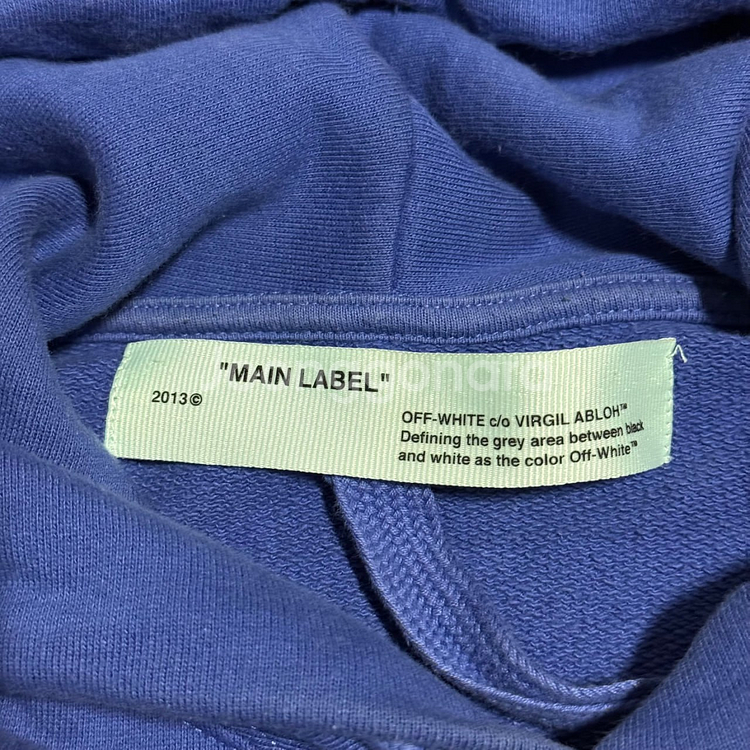 "MAIN LABEL"
2013©
OFF-WHITE c/o VIRGIL ABLOH™
Defining the grey area between black
and white as the color Off-White™